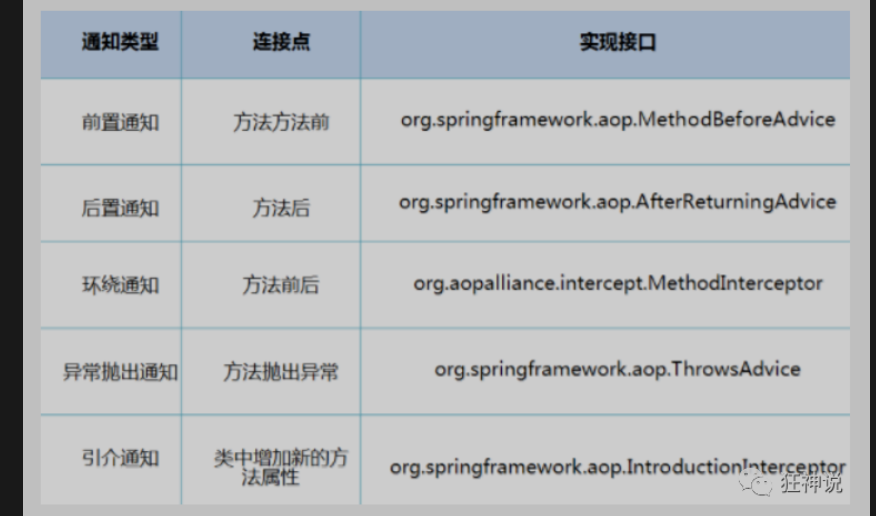 通知类型 连接点 实现接口
前置通知 方法方法前 org.springframework.aop.MethodBeforeAdvice
后置通知 方法后 org.springframework.aop.AfterReturningAdvice
环绕通知 方法前后 org.aopalliance.intercept.MethodInterceptor
异常抛出通知 方法抛出异常 org.springframework.aop.ThrowsAdvice
引介通知 类中增加新的方
法属性 org.springframework.aop.IntroductionInterceptor
狂神说